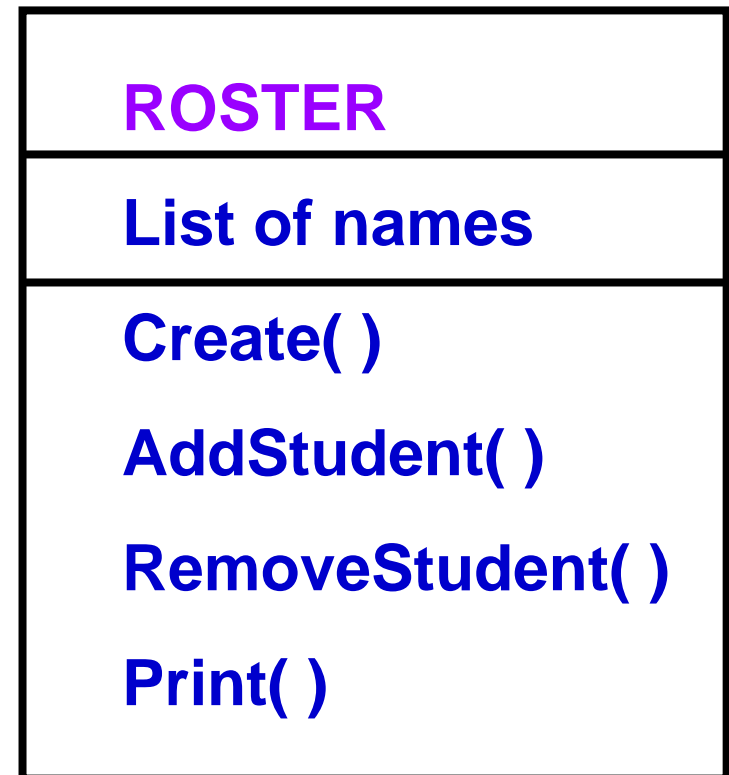 ROSTER
List of names
Create( )
AddStudent( )
RemoveStudent( )
Print( )